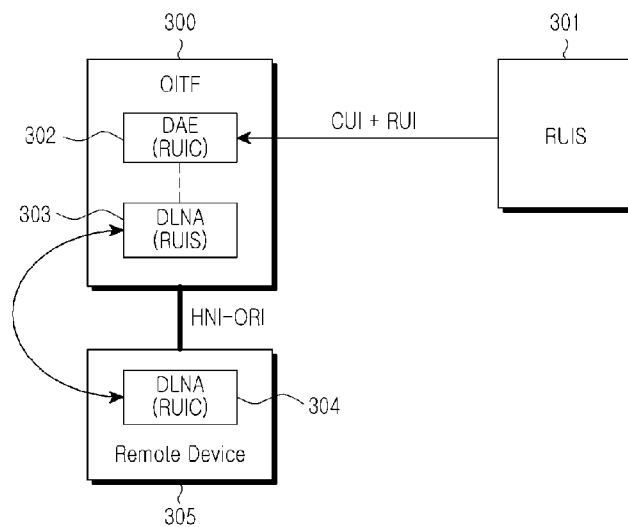 300
301
OITF
RUIS
302
DAE
(RUIC)
CUI + RUI
303
DLNA
(RUIS)
HNI-ORI
DLNA
(RUIC)
304
Remote Device
305